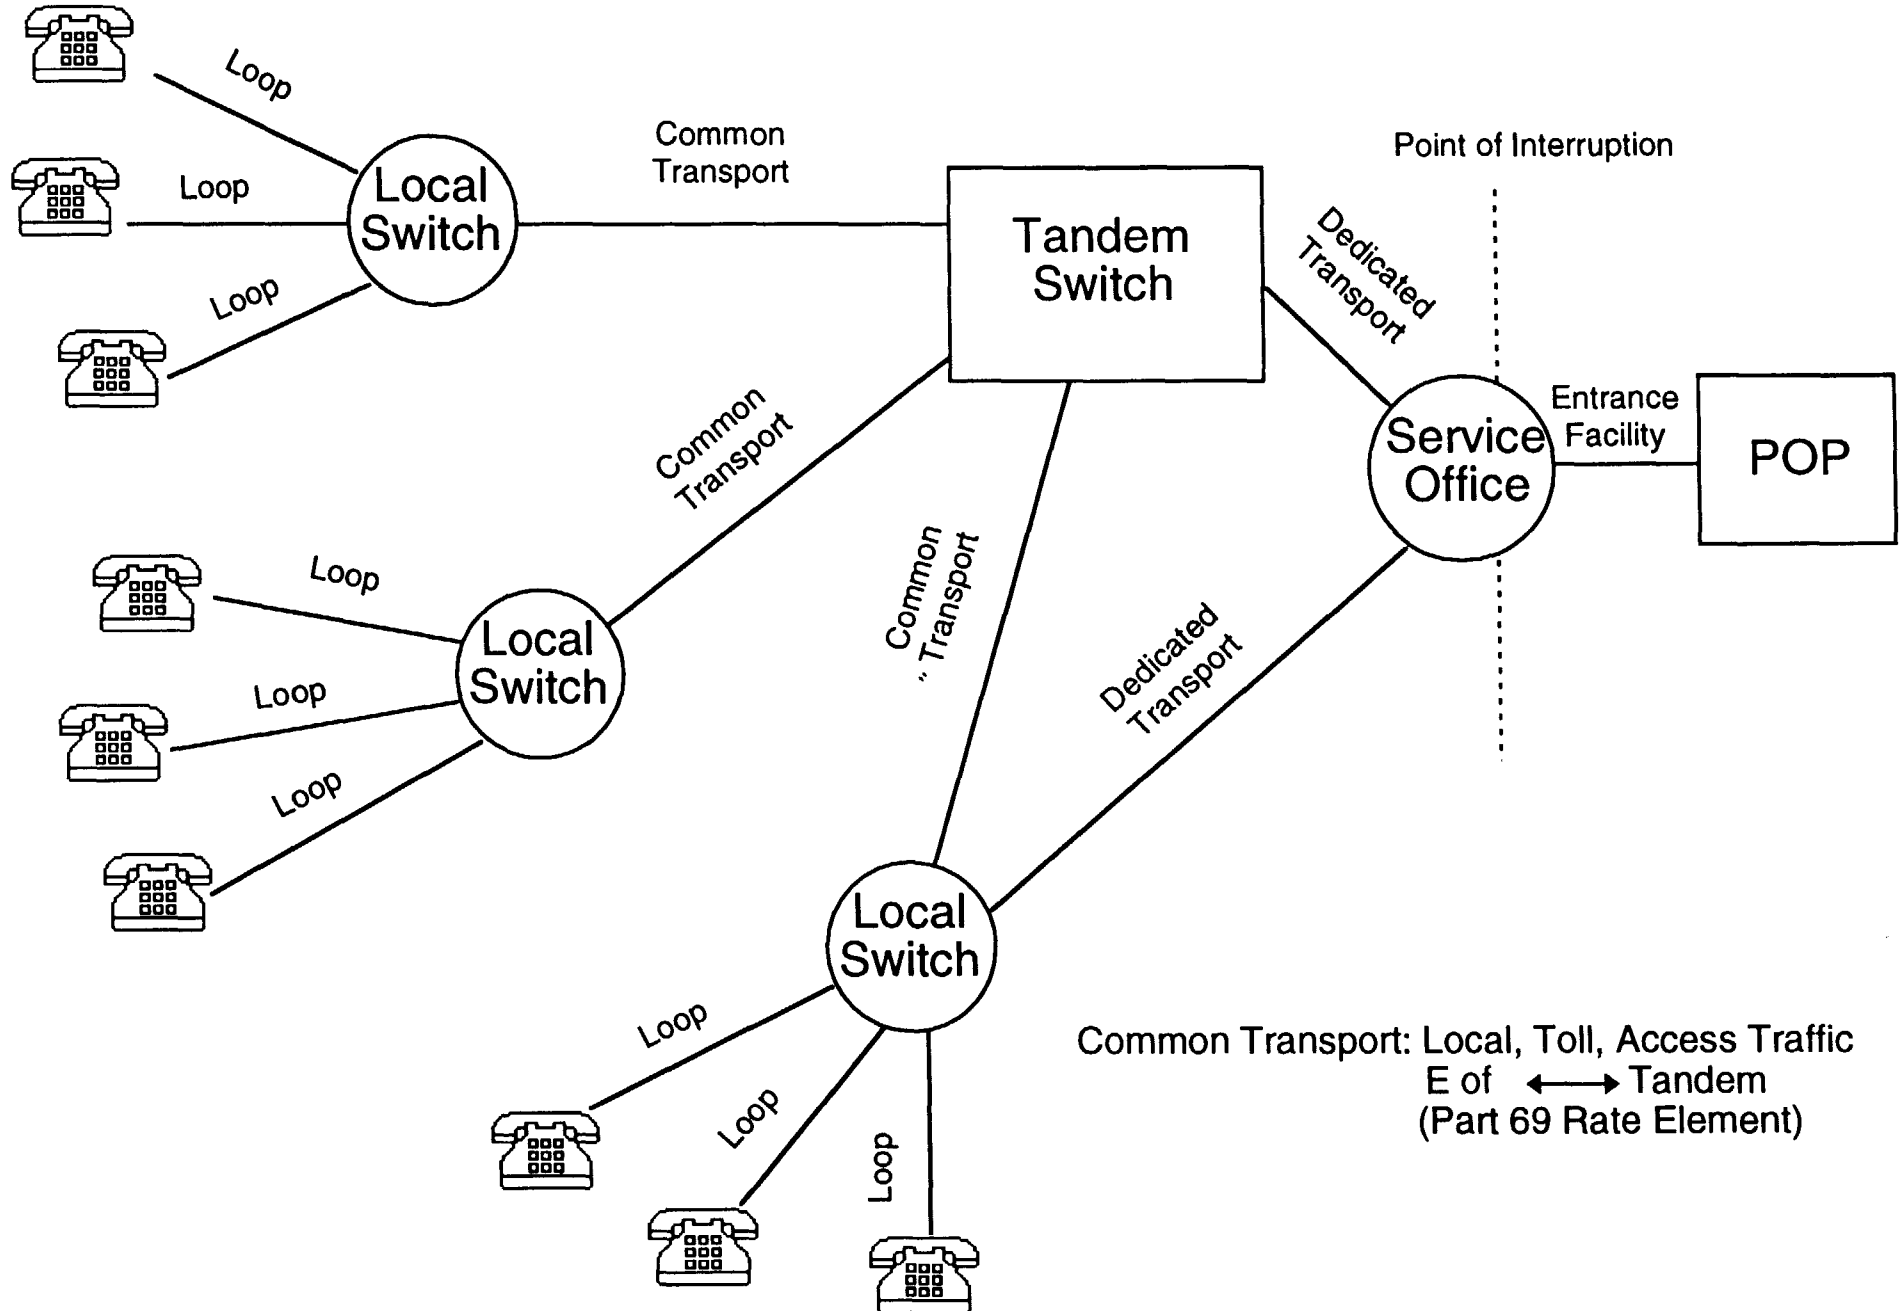 Loop
Loop
Loop
Local
Switch
Common
Transport
Tandem
Switch
Point of Interruption
Dedicated
Transport
Service
Office
Entrance
Facility
POP
Common
Transport
Loop
Loop
Loop
Local
Switch
Common
Transport
Dedicated
Transport
Local
Switch
Loop
Loop
Loop
Common Transport: Local, Toll, Access Traffic
E of ⟷ Tandem
(Part 69 Rate Element)